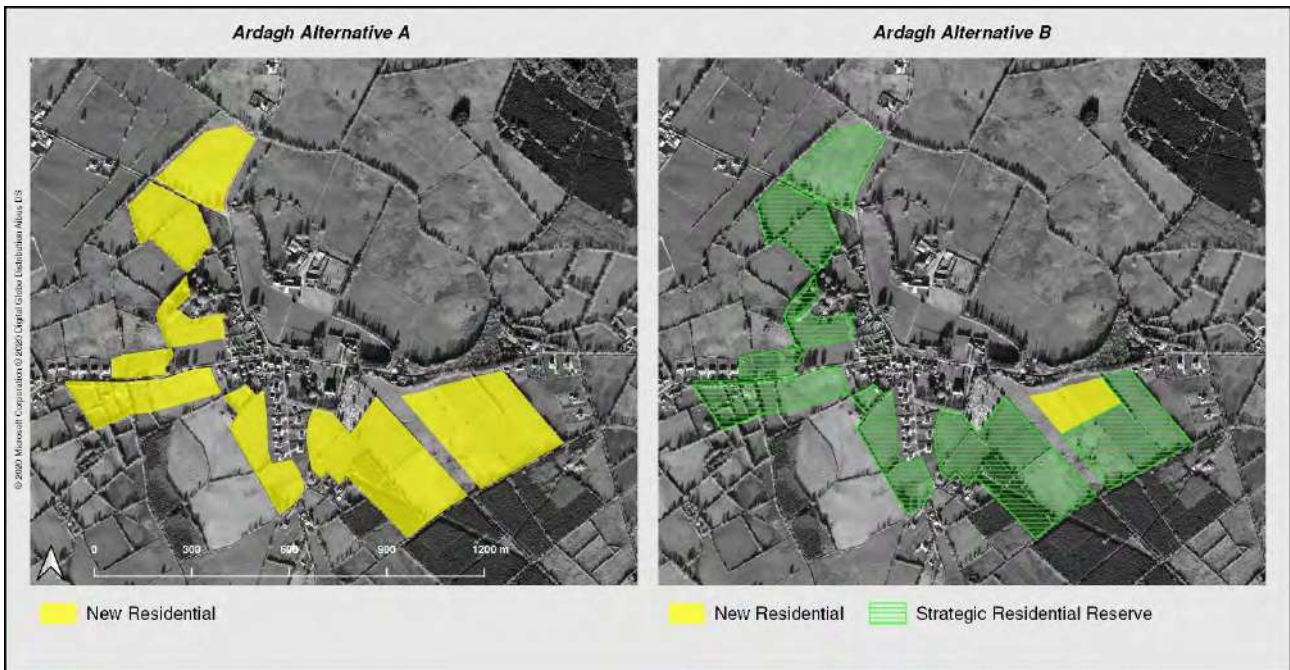 Ardagh Alternative A
Ardagh Alternative B
© 2020 Microsoft Corporation © 2020 Digital Globe Distribution Airbus DS
0 300 600 900 1200 m
New Residential
New Residential
Strategic Residential Reserve